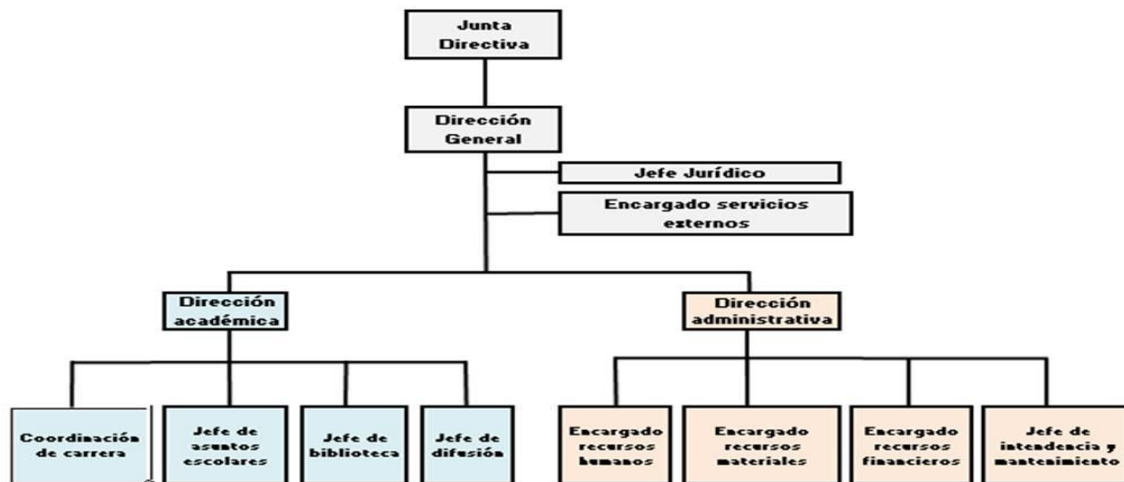 Junta
Directiva
Dirección
General
Jefe Jurídico
Encargado servicios
externos
Dirección
académica
Dirección
administrativa
Coordinación
de carrera
Jefe de
asuntos
escolares
Jefe de
biblioteca
Jefe de
difusión
Encargado
recursos
humanos
Encargado
recursos
materiales
Encargado
recursos
financieros
Jefe de
intendencia y
mantenimiento